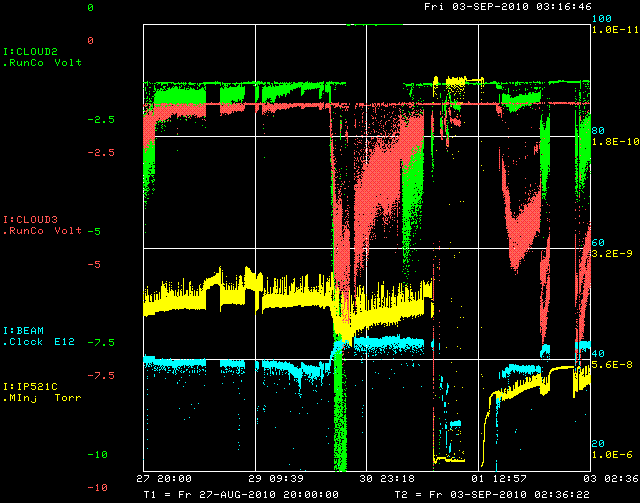 0 Fri 03-SEP-2010 03:16:46
100
1.0E-11
0
I:CLOUD2
.RunCo Volt
-2.5
80
1.8E-10
-2.5
I:CLOUD3
.RunCo Volt
-5
60
3.2E-9
-5
I:BEAM
.Clock E12
-7.5
40
5.6E-8
-7.5
I:IP521C
.MInj Torr
-10
20
1.0E-6
27 20:00 29 09:39 30 23:18 01 12:57 03 02:36
-10
T1 = Fr 27-AUG-2010 20:00:00 T2 = Fr 03-SEP-2010 02:36:22